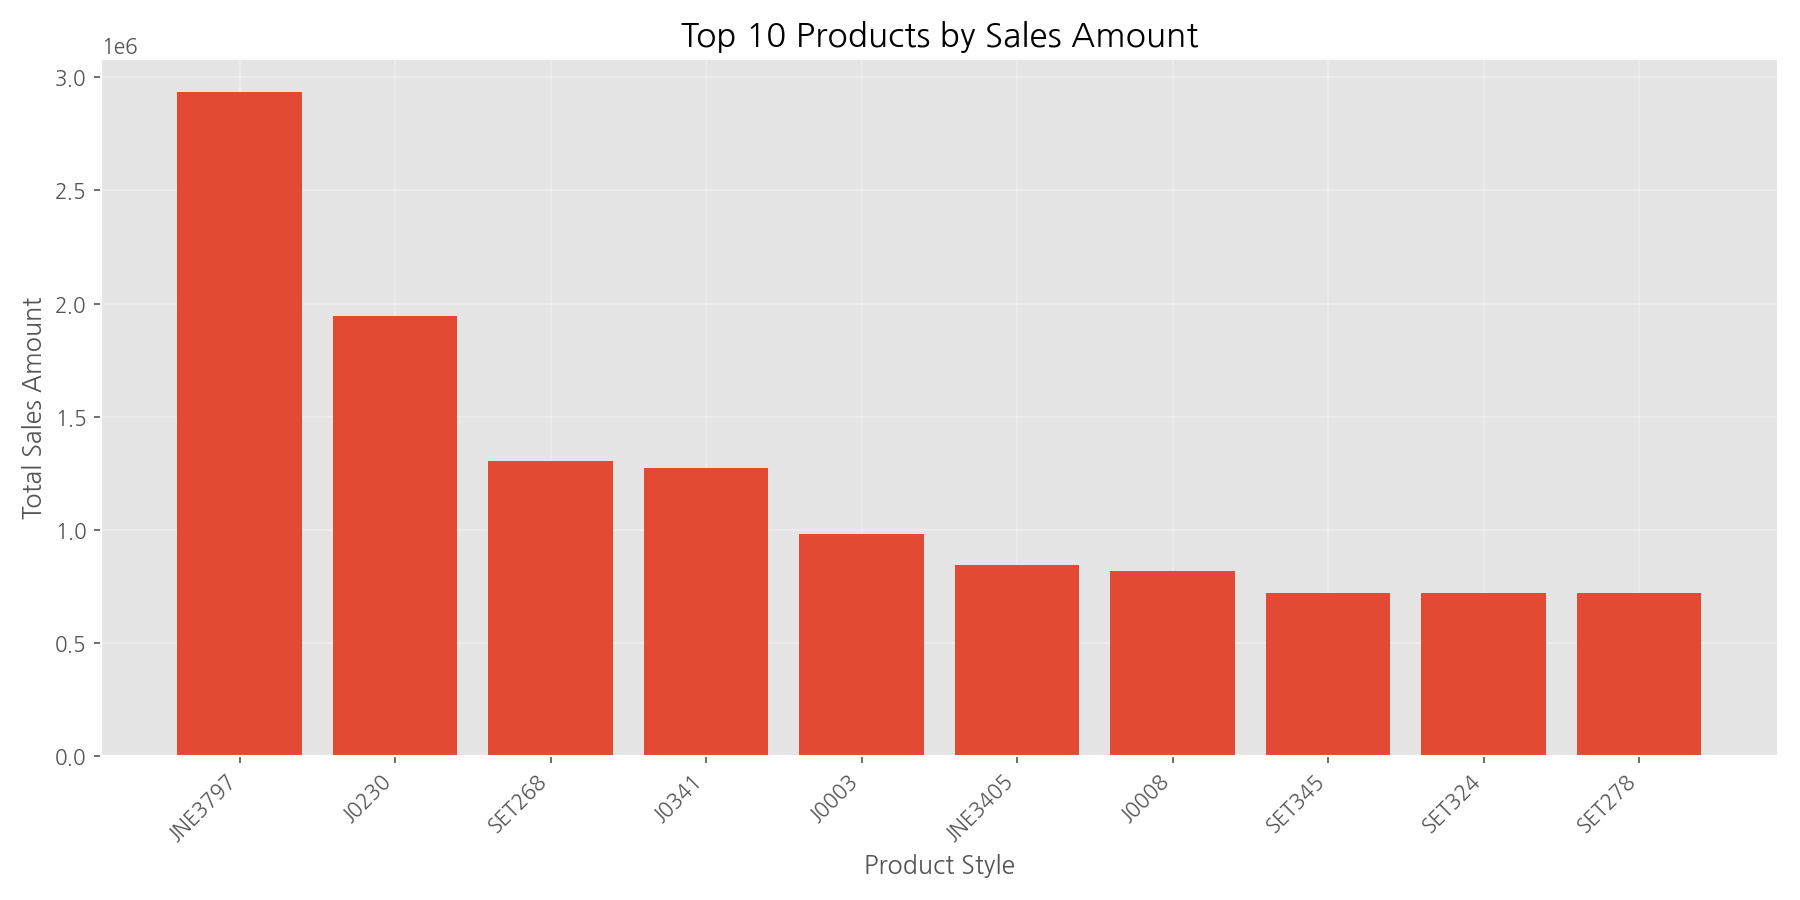 Top 10 Products by Sales Amount
1e6
3.0
2.5
2.0
1.5
1.0
0.5
0.0
Total Sales Amount
JNE3797
J0230
SET268
J0341
J0003
JNE3405
J0008
SET345
SET324
SET278
Product Style